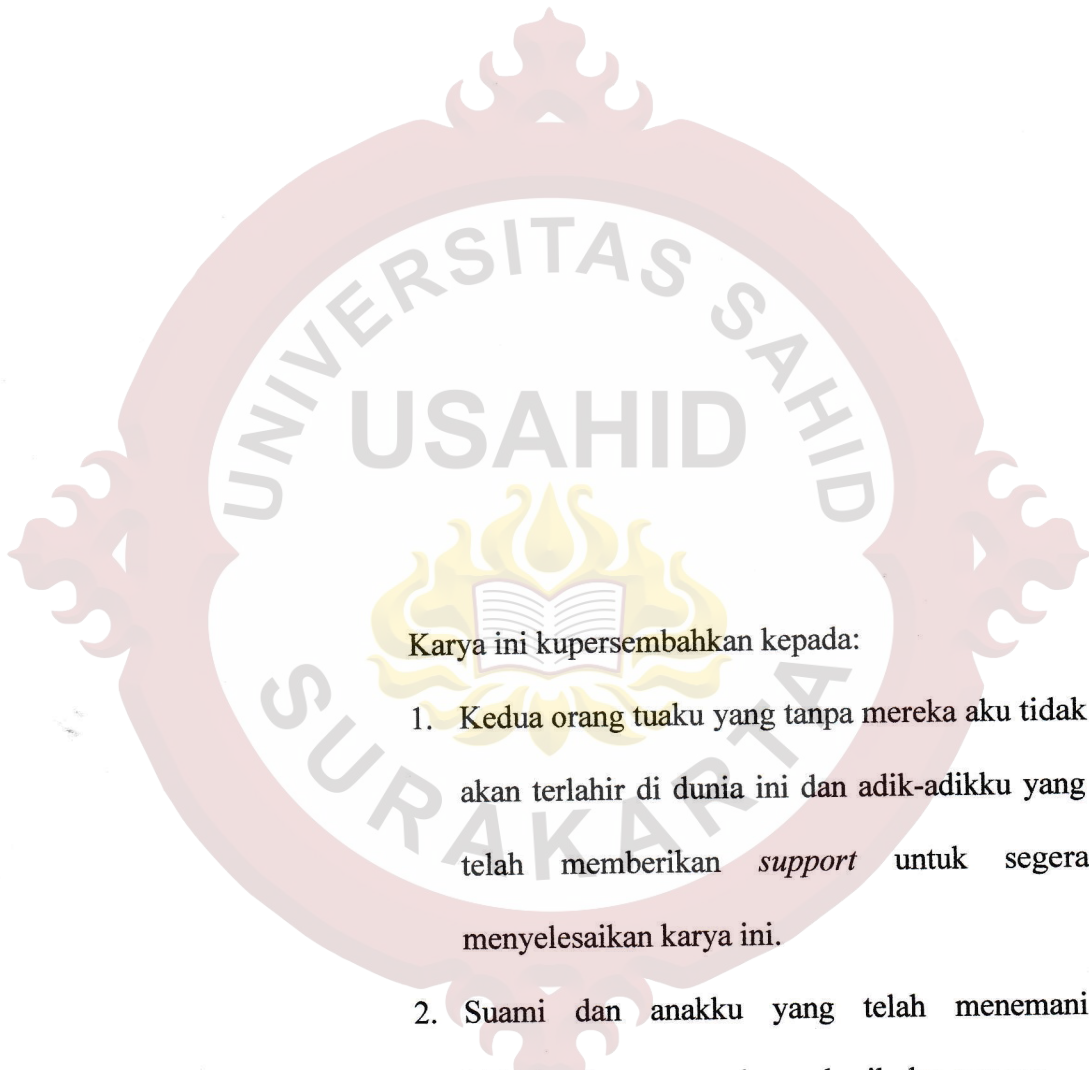 UNIVERSITAS SAHID
USAHID
SURAKARTA
Karya ini kupersembahkan kepada:
1. Kedua orang tuaku yang tanpa mereka aku tidak
akan terlahir di dunia ini dan adik-adikku yang
telah memberikan support untuk segera
menyelesaikan karya ini.
2. Suami dan anakku yang telah menemani